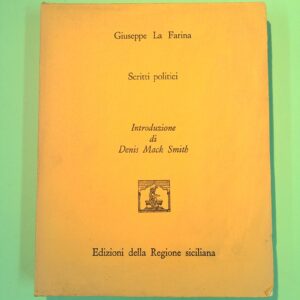 Giuseppe La Farina
Scritti politici
Introduzione
di
Denis Mack Smith
Edizioni della Regione siciliana